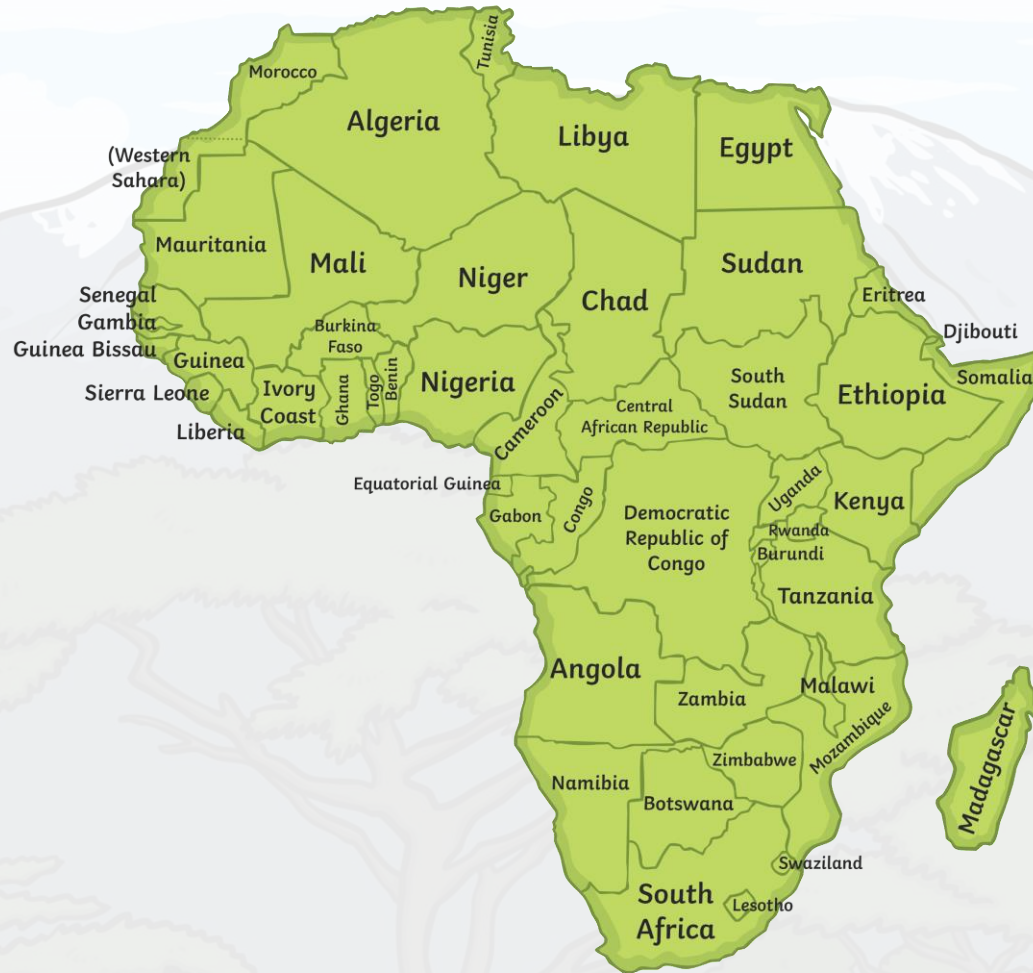 Tunisia
Morocco
Algeria
Libya
Egypt
(Western
Sahara)
Mauritania
Mali
Niger
Chad
Sudan
Eritrea
Djibouti
Senegal
Gambia
Guinea Bissau
Guinea
Sierra Leone
Liberia
Ivory
Coast
Burkina
Faso
Ghana
Togo
Benin
Nigeria
Cameroon
Central
African Republic
South
Sudan
Ethiopia
Somalia
Equatorial Guinea
Gabon
Congo
Democratic
Republic of
Congo
Uganda
Kenya
Rwanda
Burundi
Tanzania
Angola
Zambia
Malawi
Mozambique
Zimbabwe
Namibia
Botswana
Madagascar
Swaziland
South
Africa
Lesotho